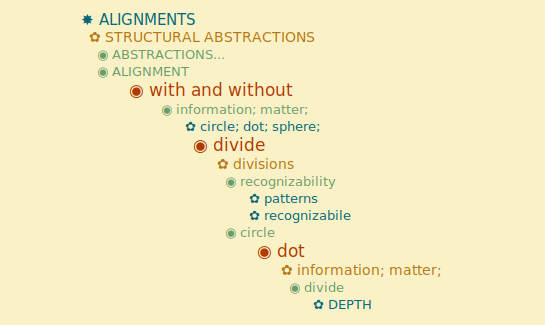 ✸ ALIGNMENTS
✿ STRUCTURAL ABSTRACTIONS
◉ ABSTRACTIONS...
◉ ALIGNMENT
◉ with and without
◉ information; matter;
✿ circle; dot; sphere;
◉ divide
✿ divisions
◉ recognizability
✿ patterns
✿ recognizabile
◉ circle
◉ dot
✿ information; matter;
◉ divide
✿ DEPTH